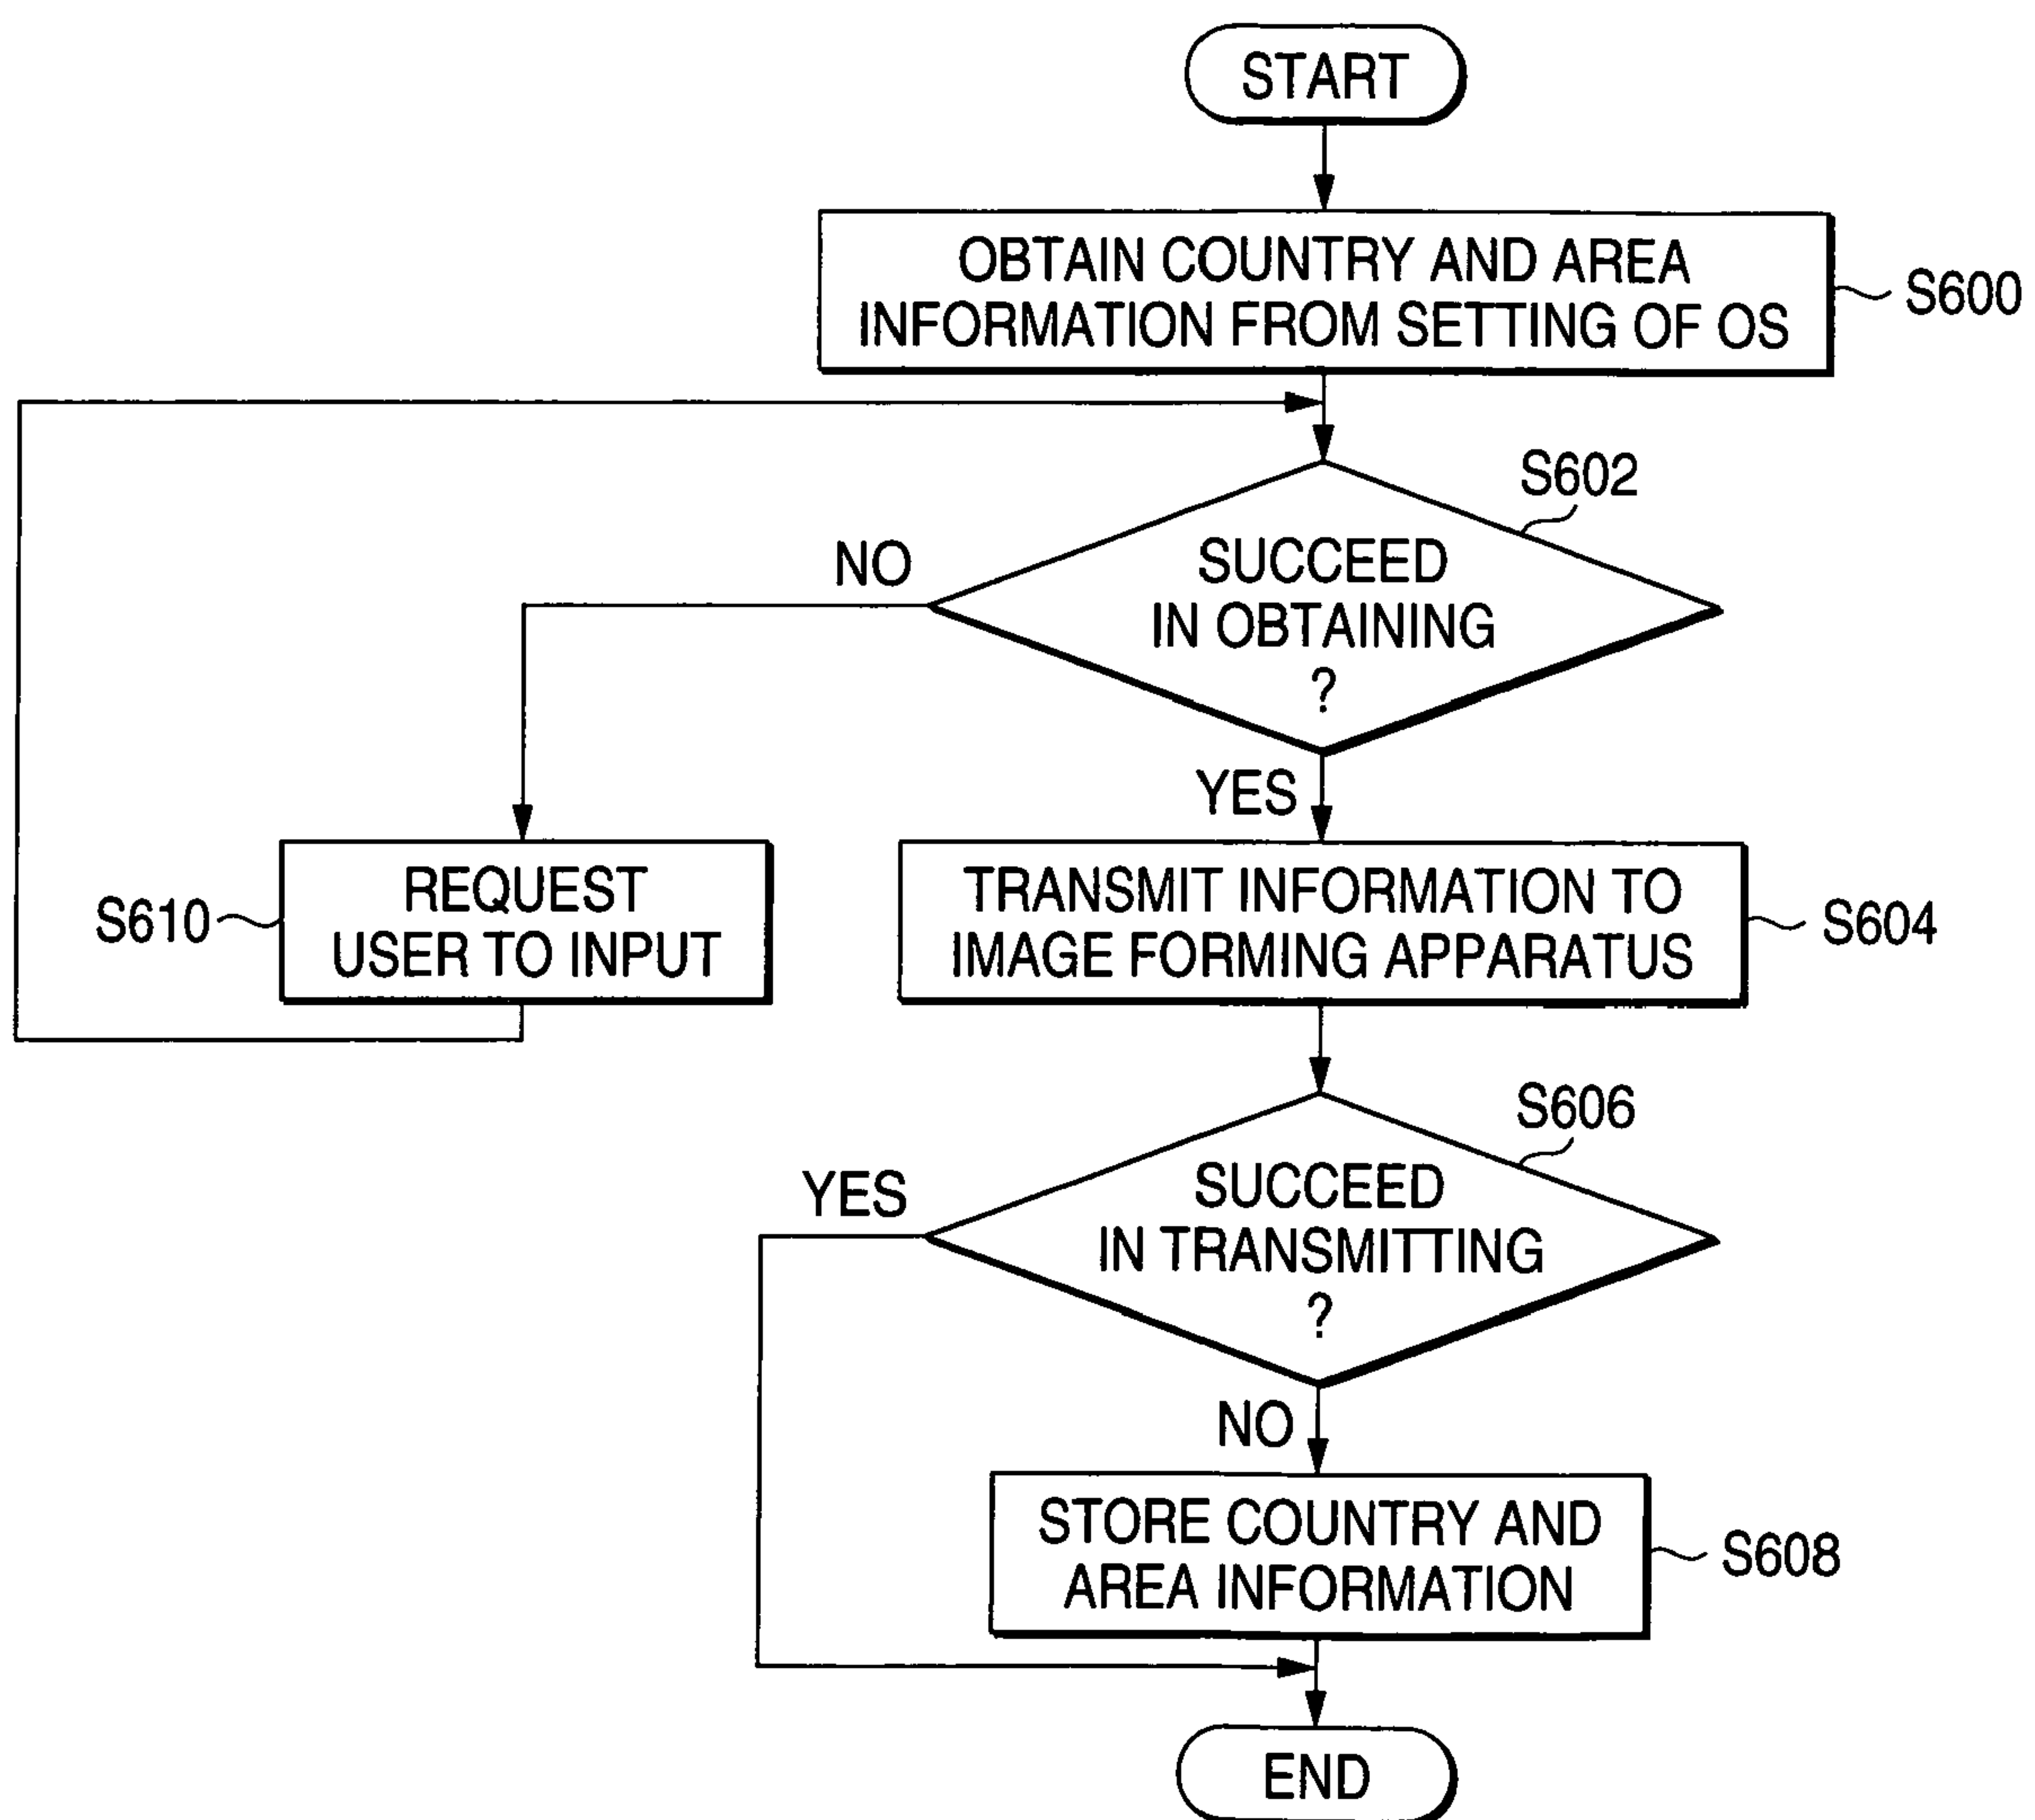 START
OBTAIN COUNTRY AND AREA
INFORMATION FROM SETTING OF OS
S600
S602
SUCCEED
IN OBTAINING
?
NO
YES
REQUEST
USER TO INPUT
S610
TRANSMIT INFORMATION TO
IMAGE FORMING APPARATUS
S604
S606
SUCCEED
IN TRANSMITTING
?
YES
NO
STORE COUNTRY AND
AREA INFORMATION
S608
END